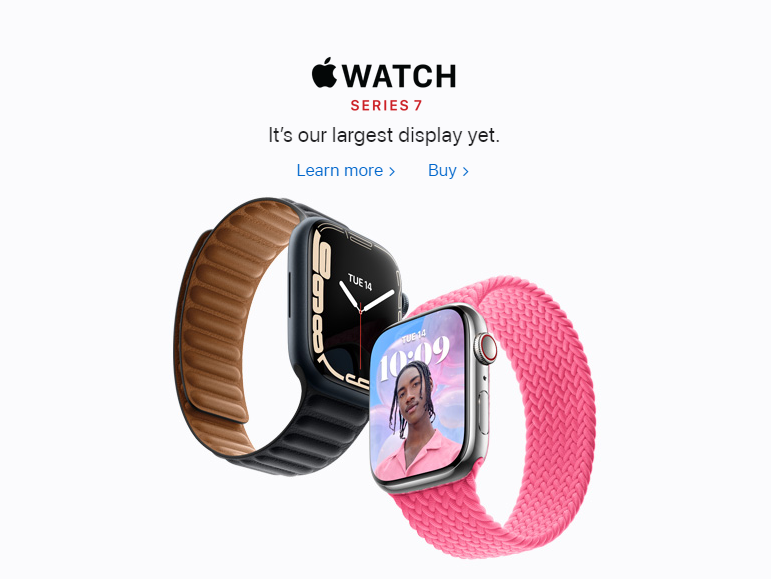 WATCH
SERIES 7
It’s our largest display yet.
Learn more >
Buy >
TUE 14
TUE 14
10:09